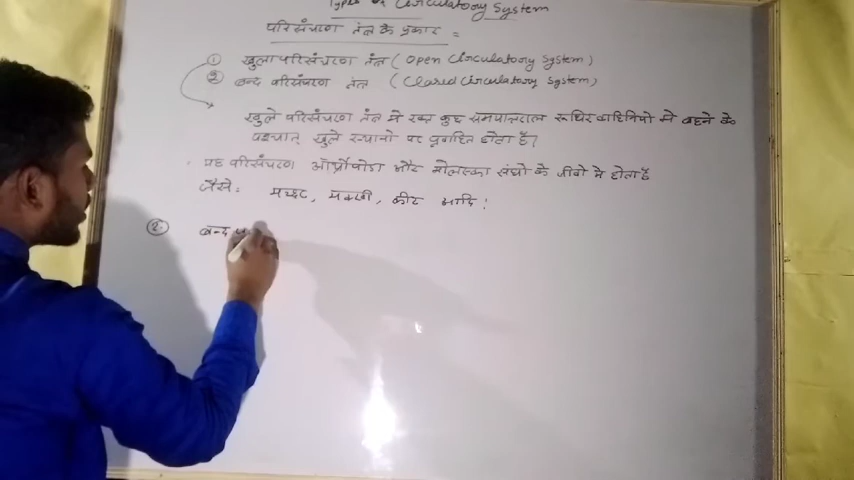 Types of Circulatory System
परिसंचरण तंत्र के प्रकार =
① खुला परिसंचरण तंत्र ( Open Circulatory System )
② बन्द परिसंचरण तंत्र ( Closed Circulatory System )
खुले परिसंचरण तंत्र में रक्त कुछ समयान्तराल रूधिर वाहिनियो में बहने के
पश्चात् खुले स्थानो पर प्रवाहित होता है।
यह परिसंचरण आर्थ्रोपोडा और मोलस्का संघो के जीवो में होता है
जैसे: मच्छर, मक्खी, कीट आदि ।
② बन्द प